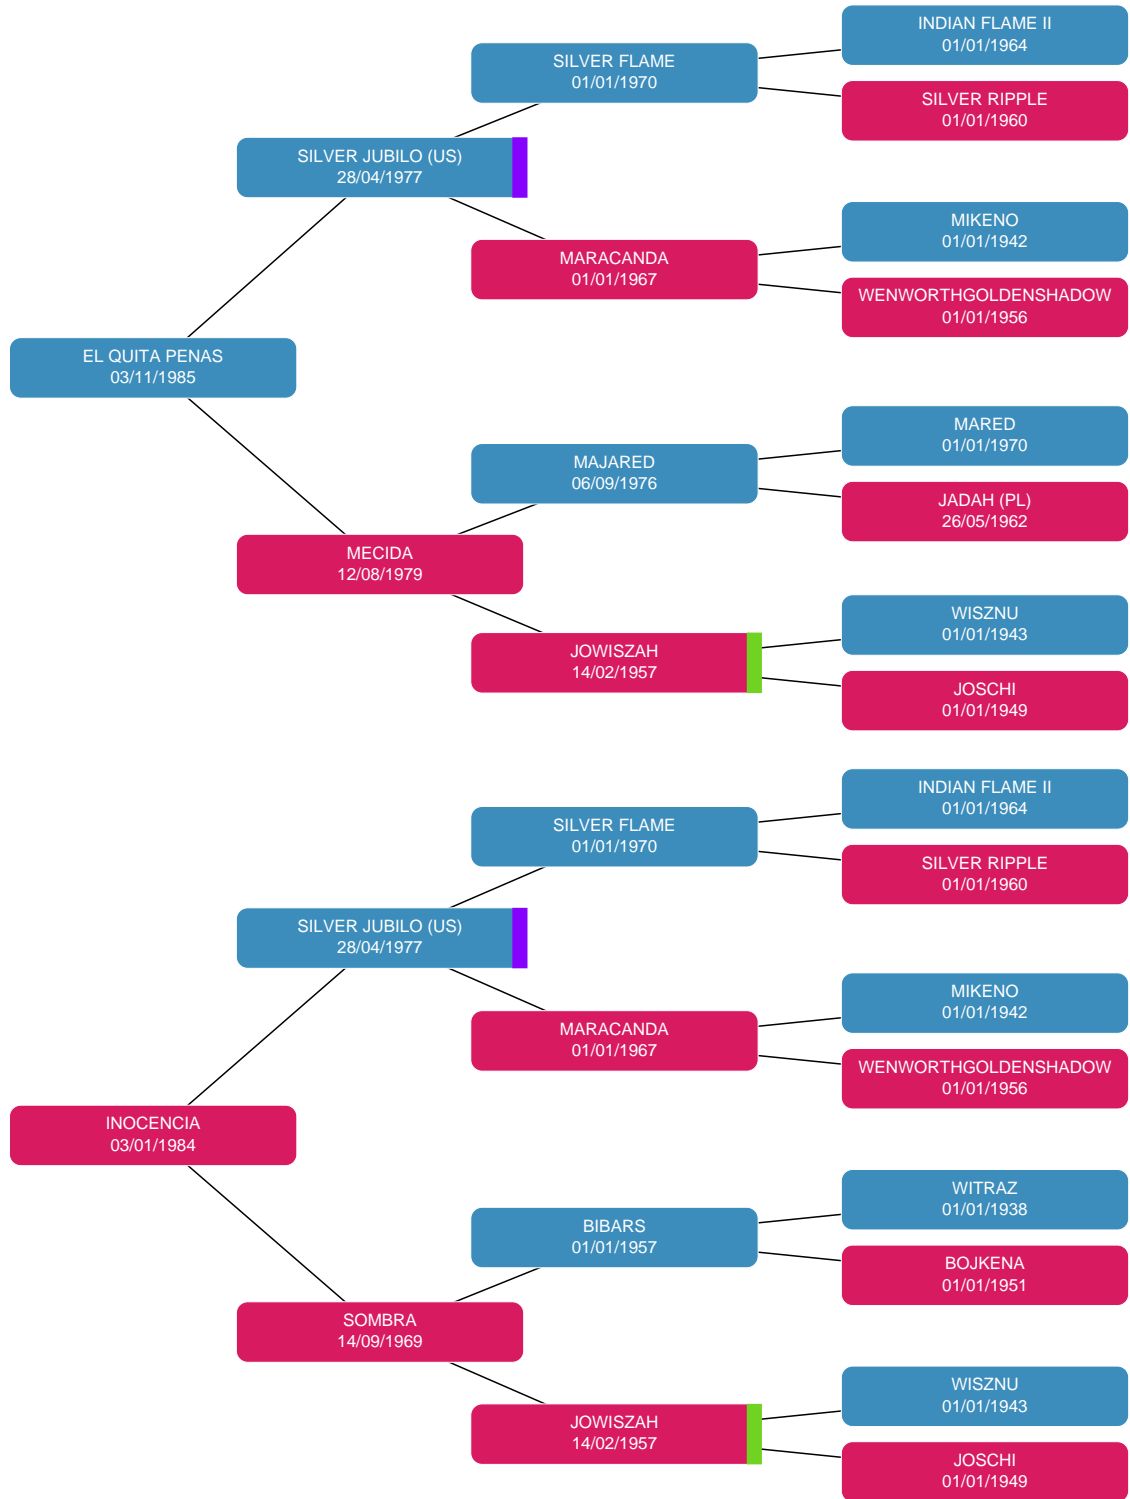 INDIAN FLAME II
01/01/1964
SILVER FLAME
01/01/1970
SILVER RIPPLE
01/01/1960
SILVER JUBILO (US)
28/04/1977
MIKENO
01/01/1942
MARACANDA
01/01/1967
WENWORTHGOLDENSHADOW
01/01/1956
EL QUITA PENAS
03/11/1985
MARED
01/01/1970
MAJARED
06/09/1976
JADAH (PL)
26/05/1962
MECIDA
12/08/1979
WISZNU
01/01/1943
JOWISZAH
14/02/1957
JOSCHI
01/01/1949
INDIAN FLAME II
01/01/1964
SILVER FLAME
01/01/1970
SILVER RIPPLE
01/01/1960
SILVER JUBILO (US)
28/04/1977
MIKENO
01/01/1942
MARACANDA
01/01/1967
WENWORTHGOLDENSHADOW
01/01/1956
INOCENCIA
03/01/1984
WITRAZ
01/01/1938
BIBARS
01/01/1957
BOJKENA
01/01/1951
SOMBRA
14/09/1969
WISZNU
01/01/1943
JOWISZAH
14/02/1957
JOSCHI
01/01/1949